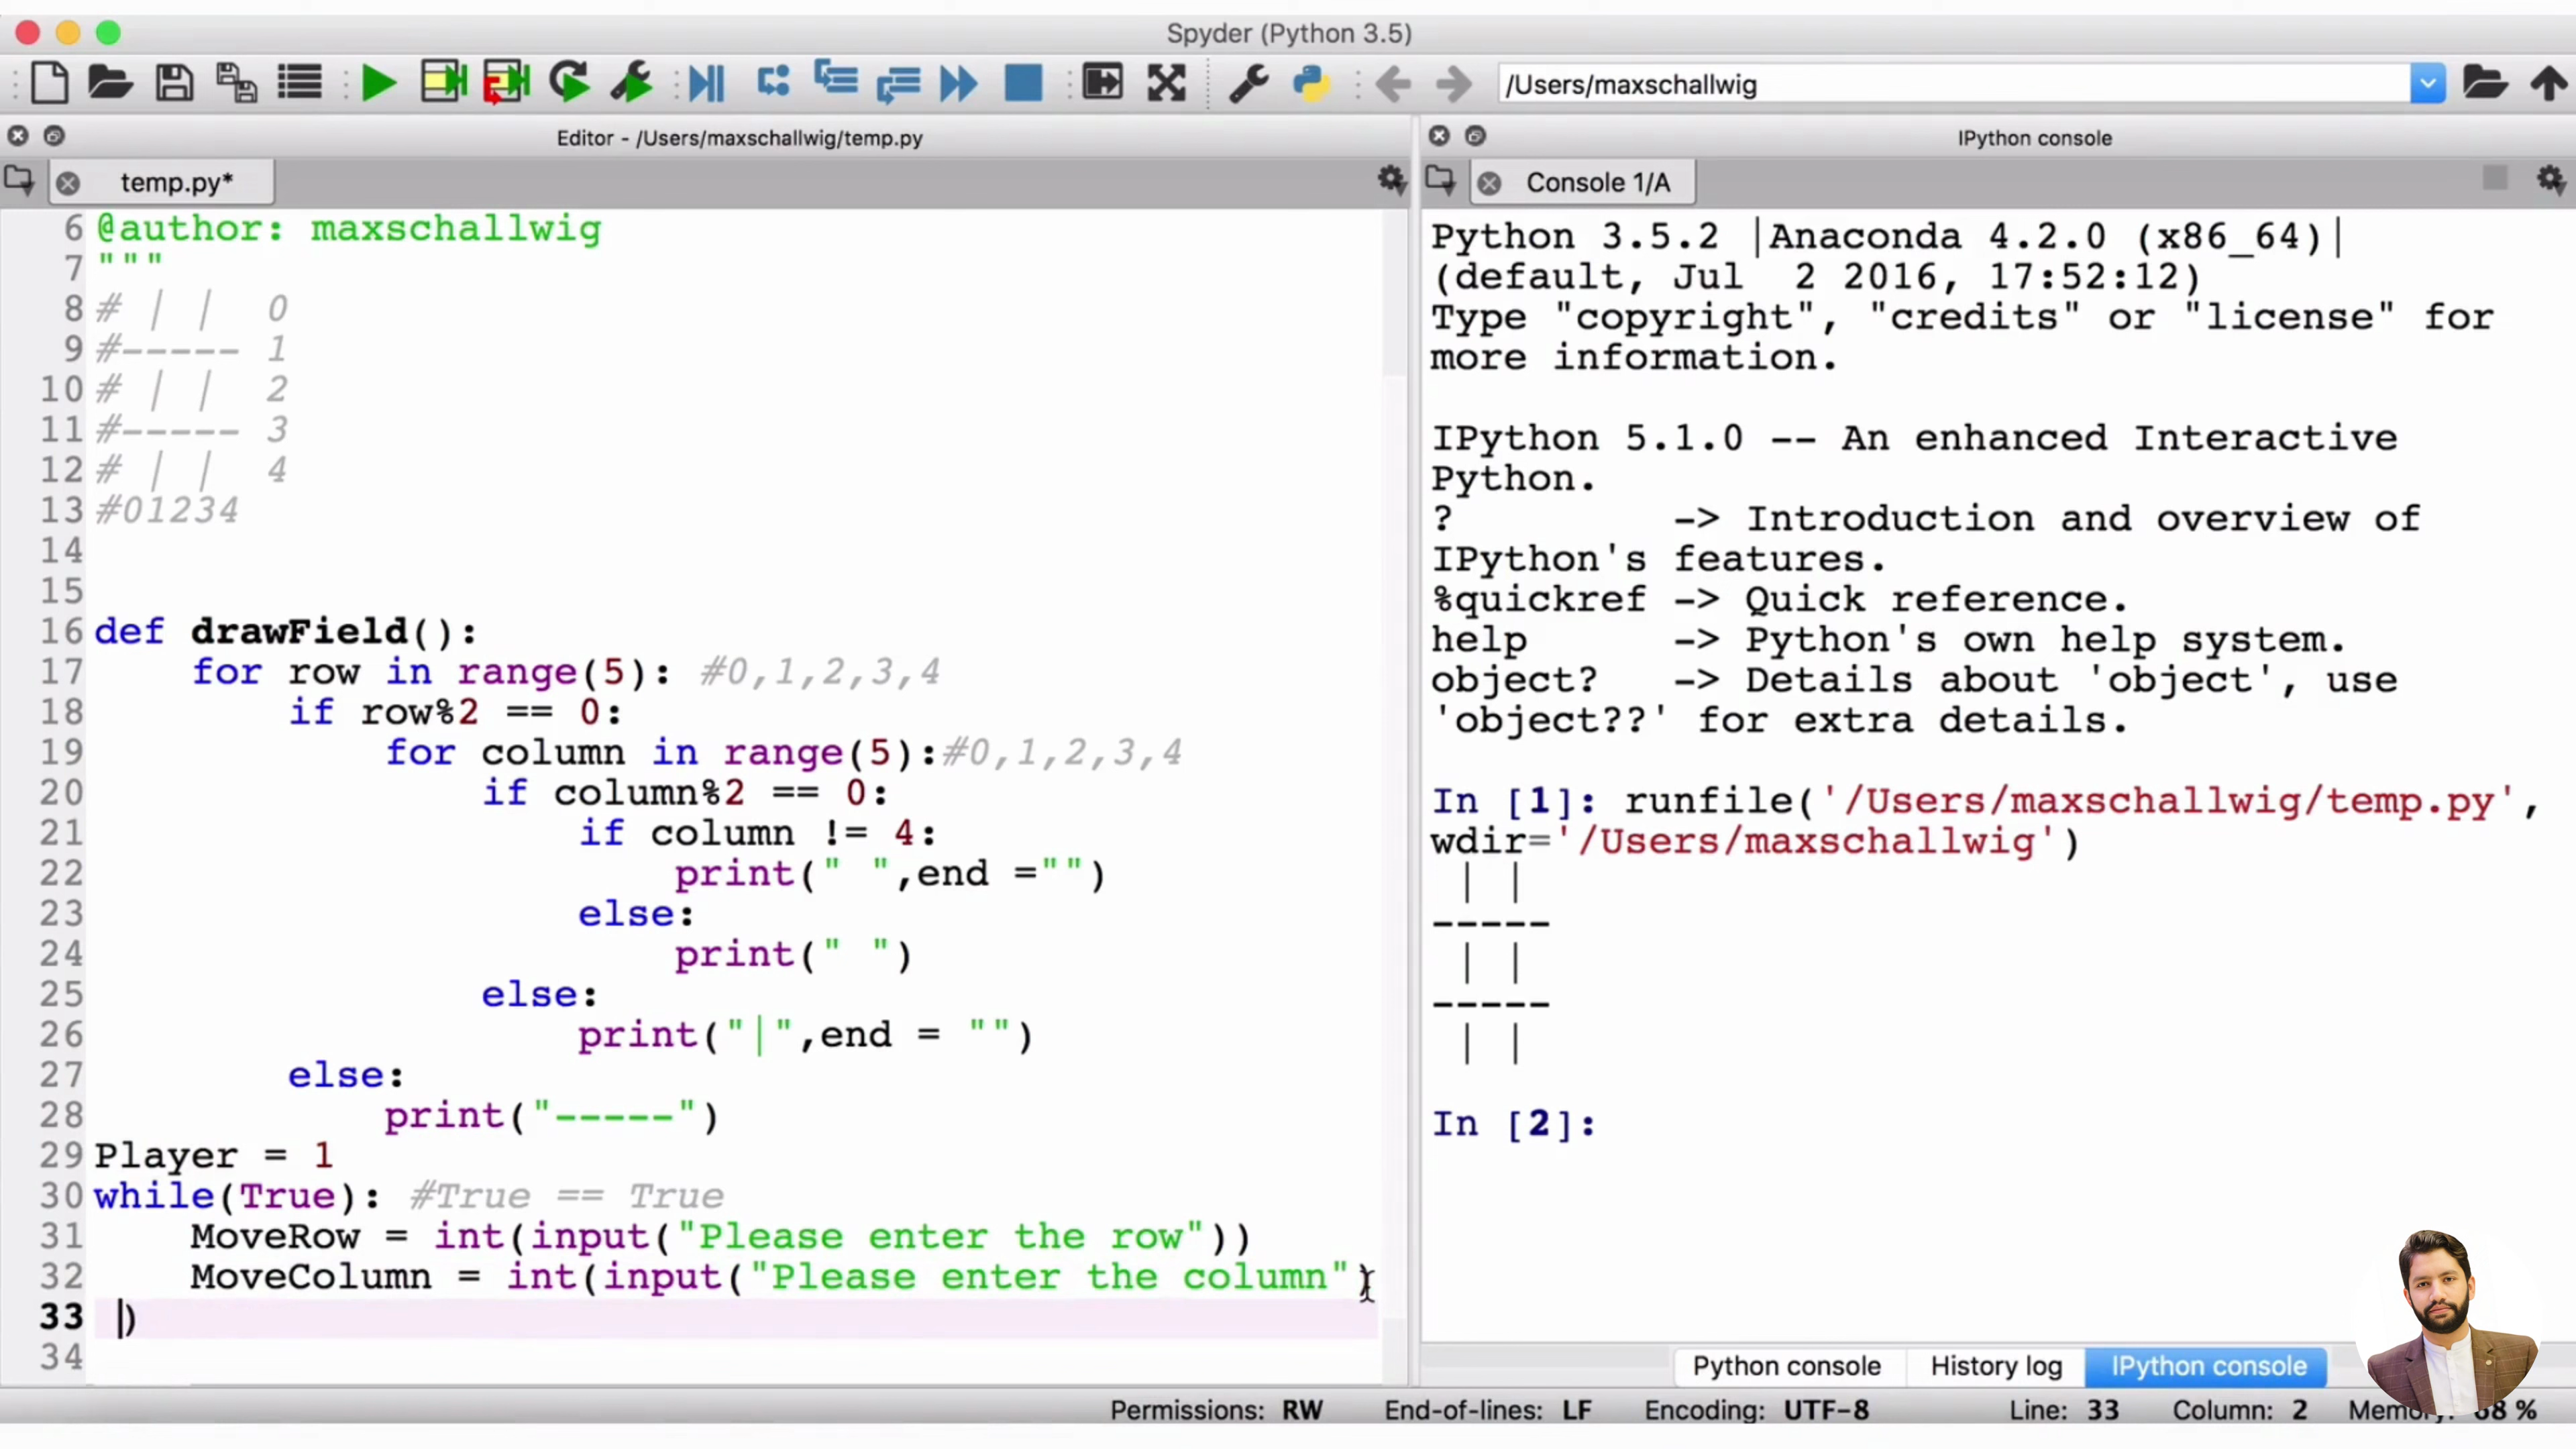 Spyder (Python 3.5)
/Users/maxschallwig
Editor - /Users/maxschallwig/temp.py
temp.py*
6 @author: maxschallwig
7 """
8 # | |  0
9 #----- 1
10 # | |  2
11 #----- 3
12 # | |  4
13 #01234
14
15
16 def drawField():
17     for row in range(5): #0,1,2,3,4
18         if row%2 == 0:
19             for column in range(5):#0,1,2,3,4
20                 if column%2 == 0:
21                     if column != 4:
22                         print(" ",end ="")
23                     else:
24                         print(" ")
25                 else:
26                     print("|",end = "")
27         else:
28             print("-----")
29 Player = 1
30 while(True): #True == True
31     MoveRow = int(input("Please enter the row"))
32     MoveColumn = int(input("Please enter the column")
33  )
34
IPython console
Console 1/A
Python 3.5.2 |Anaconda 4.2.0 (x86_64)|
(default, Jul  2 2016, 17:52:12)
Type "copyright", "credits" or "license" for
more information.
IPython 5.1.0 -- An enhanced Interactive
Python.
?         -> Introduction and overview of
IPython's features.
%quickref -> Quick reference.
help      -> Python's own help system.
object?   -> Details about 'object', use
'object??' for extra details.
In [1]: runfile('/Users/maxschallwig/temp.py',
wdir='/Users/maxschallwig')
 | |
-----
 | |
-----
 | |
In [2]:
Python console History log IPython console
Permissions: RW End-of-lines: LF Encoding: UTF-8 Line: 33 Column: 2 Memory: 68 %